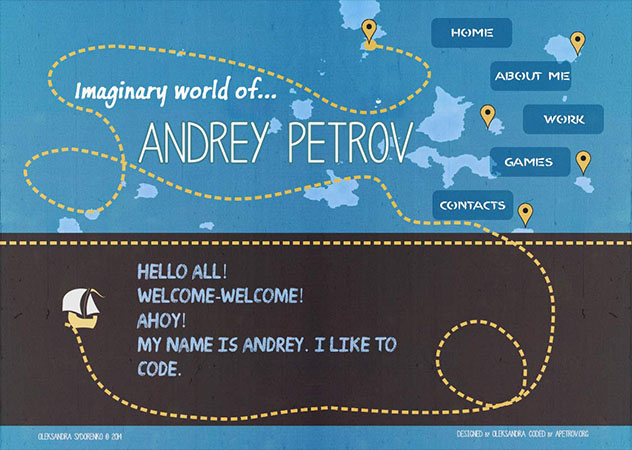 HOME
ABOUT ME
Imaginary world of...
WORK
ANDREY PETROV
GAMES
CONTACTS
HELLO ALL!
WELCOME-WELCOME!
AHOY!
MY NAME IS ANDREY. I LIKE TO
CODE.
OLEKSANDRA SYDORENKO © 2014
DESIGNED BY OLEKSANDRA CODED BY APETROV.ORG